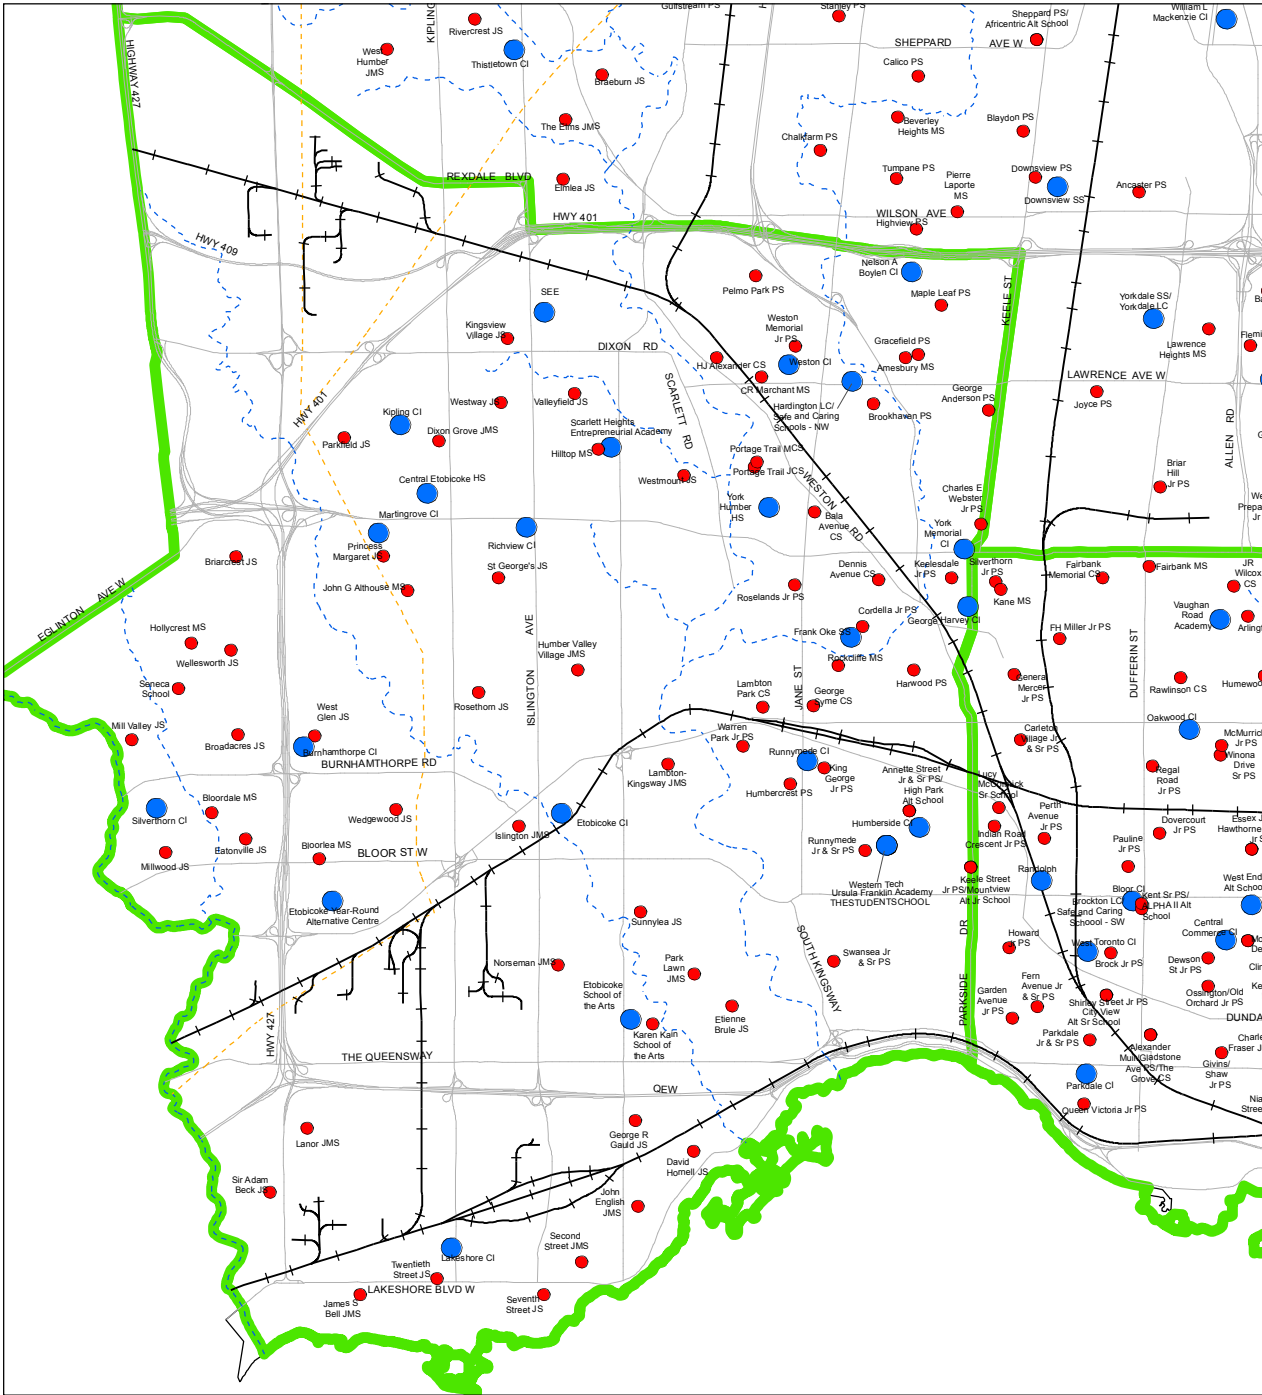 KIPLING
Rivercrest JS
West
Humber
JMS
Thistletown CI
Braeburn JS
The Elms JMS
Elmlea JS
REXDALE BLVD
HWY 401
HIGHWAY 427
HWY 409
Gulfstream PS
Stanley PS
Sheppard PS/
Africentric Alt School
William L
Mackenzie CI
SHEPPARD AVE W
Calico PS
Beverley
Heights MS
Blaydon PS
Chalkfarm PS
Tumpane PS
Pierre
Laporte
MS
Downsview PS
Downsview SS
Ancaster PS
WILSON AVE
Highview PS
Nelson A
Boylen CI
Pelmo Park PS
Maple Leaf PS
KEELE ST
Yorkdale SS/
Yorkdale LC
Lawrence
Heights MS
SEE
Kingsview
Village JS
DIXON RD
Weston
Memorial
Jr PS
Weston CI
HJ Alexander CS
CR Marchant MS
Gracefield PS
Amesbury MS
LAWRENCE AVE W
George
Anderson PS
Joyce PS
Hardington LC/
Safe and Caring
Schools - NW
Brookhaven PS
SCARLETT RD
ALLEN RD
HWY 401
Westway JS
Valleyfield JS
Kipling CI
Parkfield JS
Dixon Grove JMS
Scarlett Heights
Entrepreneurial Academy
Hilltop MS
Westmount JS
Portage Trail MCS
Portage Trail JCS
WESTON RD
Briar
Hill
Jr PS
Central Etobicoke HS
Martingrove CI
Princess
Margaret JS
Richview CI
St George's JS
John G Althouse MS
Briarcrest JS
EGLINTON AVE W
York
Humber
HS
Bala
Avenue
CS
Charles E
Webster
Jr PS
York
Memorial
CI
Dennis
Avenue CS
Keelesdale
Jr PS
Silverthorn
Jr PS
Kane MS
Fairbank
Memorial CS
Fairbank MS
JR
Wilcox
CS
Roselands Jr PS
Cordella Jr PS
George Harvey CI
Frank Oke SS
Rockcliffe MS
Harwood PS
FH Miller Jr PS
Vaughan
Road
Academy
Hollycrest MS
Wellesworth JS
Seneca
School
ISLINGTON AVE
Humber Valley
Village JMS
Rosethorn JS
Lambton
Park CS
JANE ST
George
Syme CS
General
Mercer
Jr PS
DUFFERIN ST
Rawlinson CS
Oakwood CI
Mill Valley JS
Broadacres JS
West
Glen JS
Burnhamthorpe CI
BURNHAMTHORPE RD
Warren
Park Jr PS
Runnymede CI
King
George
Jr PS
Humbercrest PS
Lambton-
Kingsway JMS
Carleton
Village Jr
& Sr PS
Winona
Drive
Sr PS
Regal
Road
Jr PS
Annette Street
Jr & Sr PS/
High Park
Alt School
Lucy
McCormick
Sr School
Silverthorn CI
Bloordale MS
Eatonville JS
Millwood JS
Wedgewood JS
Bloorlea MS
BLOOR ST W
Islington JMS
Etobicoke CI
Humberside CI
Runnymede
Jr & Sr PS
Indian Road
Crescent Jr PS
Perth
Avenue
Jr PS
Dovercourt
Jr PS
Pauline
Jr PS
Western Tech
Ursula Franklin Academy
THESTUDENTSCHOOL
Keele Street
Jr PS/Mountview
Alt Jr School
Randolph
Bloor CI
Brockton LC/
Safe and Caring
Schoool - SW
Kent Sr PS/
ALPHA II Alt
School
Etobicoke Year-Round
Alternative Centre
Central
Commerce CI
Sunnylea JS
Norseman JMS
Park
Lawn
JMS
SOUTH KINGSWAY
Swansea Jr
& Sr PS
PARKSIDE DR
Howard
Jr PS
West Toronto CI
Brock Jr PS
Dewson
St Jr PS
Ossington/Old
Orchard Jr PS
Etobicoke
School of
the Arts
Karen Kain
School of
the Arts
Etienne
Brule JS
Garden
Avenue
Jr PS
Fern
Avenue Jr
& Sr PS
Shirley Street Jr PS
City View
Alt Sr School
Parkdale
Jr & Sr PS
Alexander
Muir/Gladstone
Ave PS/The
Grove CS
Givins/
Shaw
Jr PS
HWY 427
THE QUEENSWAY
QEW
Parkdale CI
Queen Victoria Jr PS
Lanor JMS
George R
Gauld JS
David
Hornell JS
Sir Adam
Beck JS
John
English
JMS
Second
Street JMS
Lakeshore CI
Twentieth
Street JS
LAKESHORE BLVD W
James S
Bell JMS
Seventh
Street JS